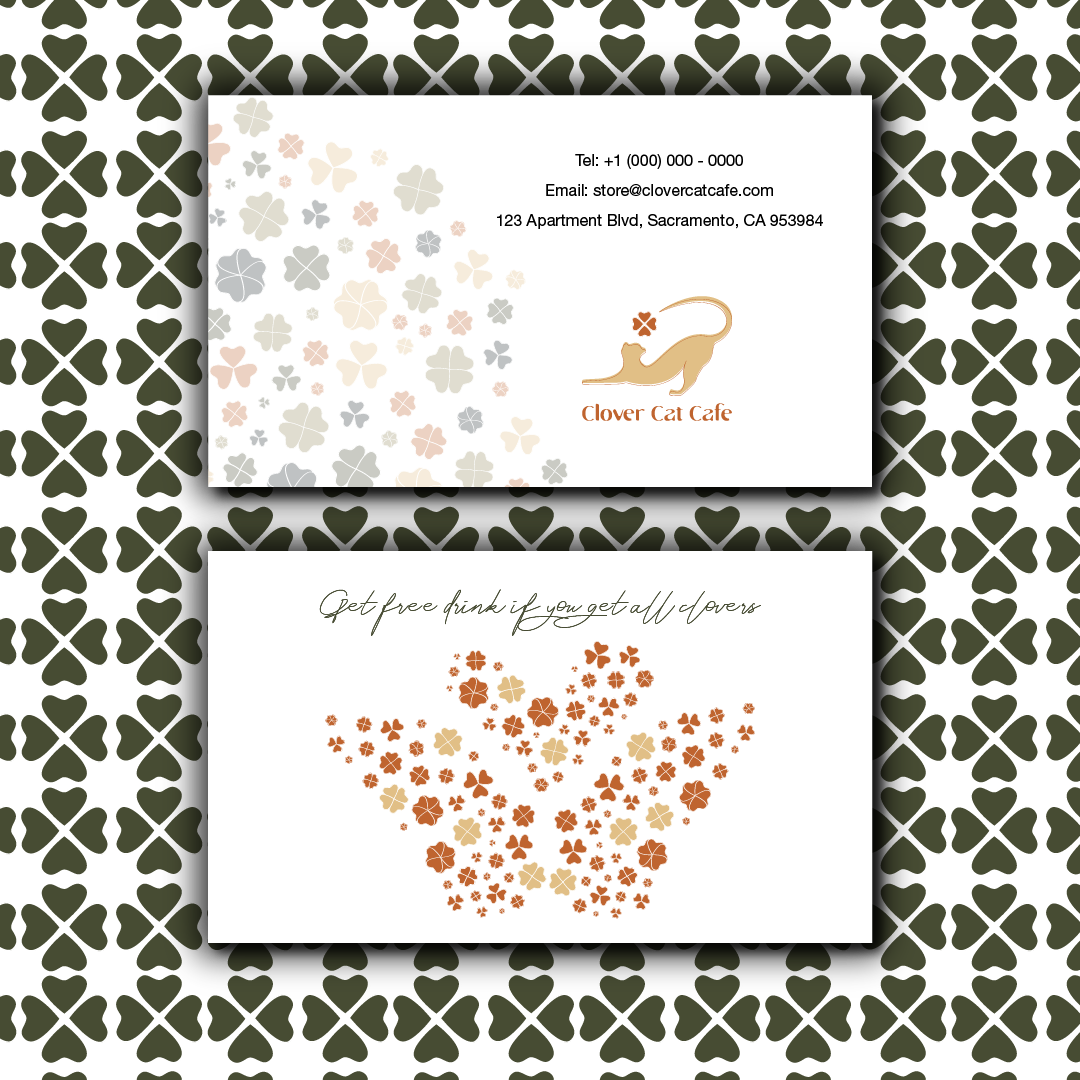 Tel: +1 (000) 000 - 0000
Email: store@clovercatcafe.com
123 Apartment Blvd, Sacramento, CA 953984
Clover Cat Cafe
Get free drink if you get all clovers